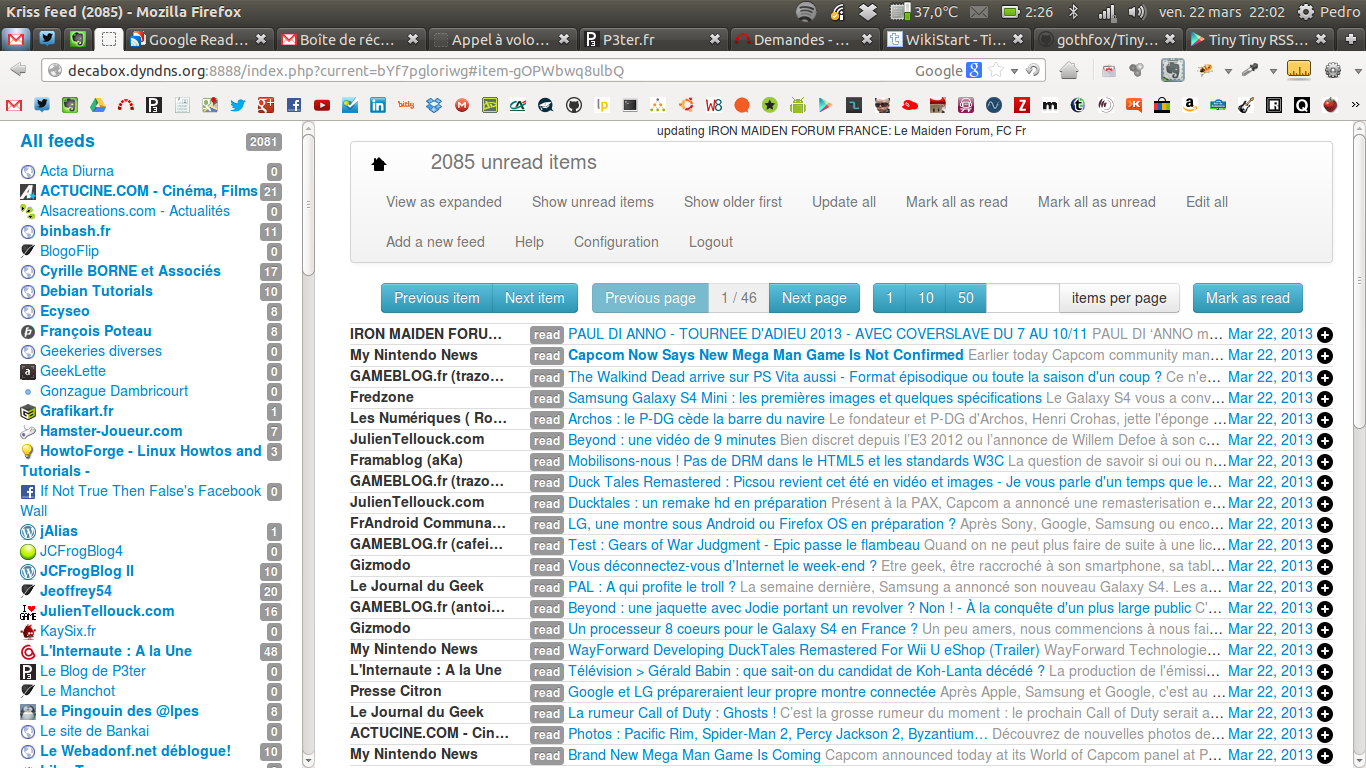 Kriss feed (2085) - Mozilla Firefox
37,0°C
2:26
ven. 22 mars 22:02
Pedro
Google Read...
Boîte de réc...
Appel à volo...
P3ter.fr
Demandes - ...
WikiStart - Ti...
gothfox/Tiny...
Tiny Tiny RSS...
decabox.dyndns.org:8888/index.php?current=bYf7pgloriwg#item-gOPWbwq8ulbQ
Google
All feeds 2081
Acta Diurna 0
ACTUCINE.COM - Cinéma, Films 21
Alsacreations.com - Actualités 0
binbash.fr 11
BlogoFlip 0
Cyrille BORNE et Associés 17
Debian Tutorials 10
Ecyseo 8
François Poteau 8
Geekeries diverses 0
GeekLette 0
Gonzague Dambricourt 0
Grafikart.fr 1
Hamster-Joueur.com 7
HowtoForge - Linux Howtos and Tutorials - 3
If Not True Then False's Facebook Wall 0
jAlias 1
JCFrogBlog4 0
JCFrogBlog II 10
Jeoffrey54 20
JulienTellouck.com 16
KaySix.fr 0
L'Internaute : A la Une 48
Le Blog de P3ter 0
Le Manchot 0
Le Pingouin des @lpes 8
Le site de Bankai 0
Le Webadonf.net déblogue! 10
updating IRON MAIDEN FORUM FRANCE: Le Maiden Forum, FC Fr
2085 unread items
View as expanded
Show unread items
Show older first
Update all
Mark all as read
Mark all as unread
Edit all
Add a new feed
Help
Configuration
Logout
Previous item
Next item
Previous page
1 / 46
Next page
1
10
50
items per page
Mark as read
IRON MAIDEN FORU... read PAUL DI ANNO - TOURNEE D'ADIEU 2013 - AVEC COVERSLAVE DU 7 AU 10/11 PAUL DI ‘ANNO m... Mar 22, 2013
My Nintendo News read Capcom Now Says New Mega Man Game Is Not Confirmed Earlier today Capcom community man... Mar 22, 2013
GAMEBLOG.fr (trazo... read The Walkind Dead arrive sur PS Vita aussi - Format épisodique ou toute la saison d'un coup ? Ce n'e... Mar 22, 2013
Fredzone read Samsung Galaxy S4 Mini : les premières images et quelques spécifications Le Galaxy S4 vous a conv... Mar 22, 2013
Les Numériques ( Ro... read Archos : le P-DG cède la barre du navire Le fondateur et P-DG d'Archos, Henri Crohas, jette l'éponge ... Mar 22, 2013
JulienTellouck.com read Beyond : une vidéo de 9 minutes Bien discret depuis l'E3 2012 ou l'annonce de Willem Defoe à son c... Mar 22, 2013
Framablog (aKa) read Mobilisons-nous ! Pas de DRM dans le HTML5 et les standards W3C La question de savoir si oui ou n... Mar 22, 2013
GAMEBLOG.fr (trazo... read Duck Tales Remastered : Picsou revient cet été en vidéo et images - Je vous parle d'un temps que le... Mar 22, 2013
JulienTellouck.com read Ducktales : un remake hd en préparation Présent à la PAX, Capcom a annoncé une remasterisation e... Mar 22, 2013
FrAndroid Communa... read LG, une montre sous Android ou Firefox OS en préparation ? Après Sony, Google, Samsung ou enco... Mar 22, 2013
GAMEBLOG.fr (cafei... read Test : Gears of War Judgment - Epic passe le flambeau Quand on ne peut plus faire de suite à une lic... Mar 22, 2013
Gizmodo read Vous déconnectez-vous d'Internet le week-end ? Etre geek, être raccroché à son smartphone, sa tabl... Mar 22, 2013
Le Journal du Geek read PAL : A qui profite le troll ? La semaine dernière, Samsung a annoncé son nouveau Galaxy S4. Les a... Mar 22, 2013
GAMEBLOG.fr (antoi... read Beyond : une jaquette avec Jodie portant un revolver ? Non ! - À la conquête d'un plus large public C'... Mar 22, 2013
Gizmodo read Un processeur 8 coeurs pour le Galaxy S4 en France ? Un peu amers, nous commencions à nous fai... Mar 22, 2013
My Nintendo News read WayForward Developing DuckTales Remastered For Wii U eShop (Trailer) WayForward Technologie... Mar 22, 2013
L'Internaute : A la Une read Télévision > Gérald Babin : que sait-on du candidat de Koh-Lanta décédé ? La production de l'émissi... Mar 22, 2013
Presse Citron read Google et LG prépareraient leur propre montre connectée Après Apple, Samsung et Google, c'est au ... Mar 22, 2013
Le Journal du Geek read La rumeur Call of Duty : Ghosts ! C'est la grosse rumeur du moment : le prochain Call of Duty serait a... Mar 22, 2013
ACTUCINE.COM - Cin... read Photos : Pacific Rim, Spider-Man 2, Percy Jackson 2, Byzantium... Découvrez de nouvelles photos de... Mar 22, 2013
My Nintendo News read Brand New Mega Man Game Is Coming Capcom announced today at its World of Capcom panel at P... Mar 22, 2013